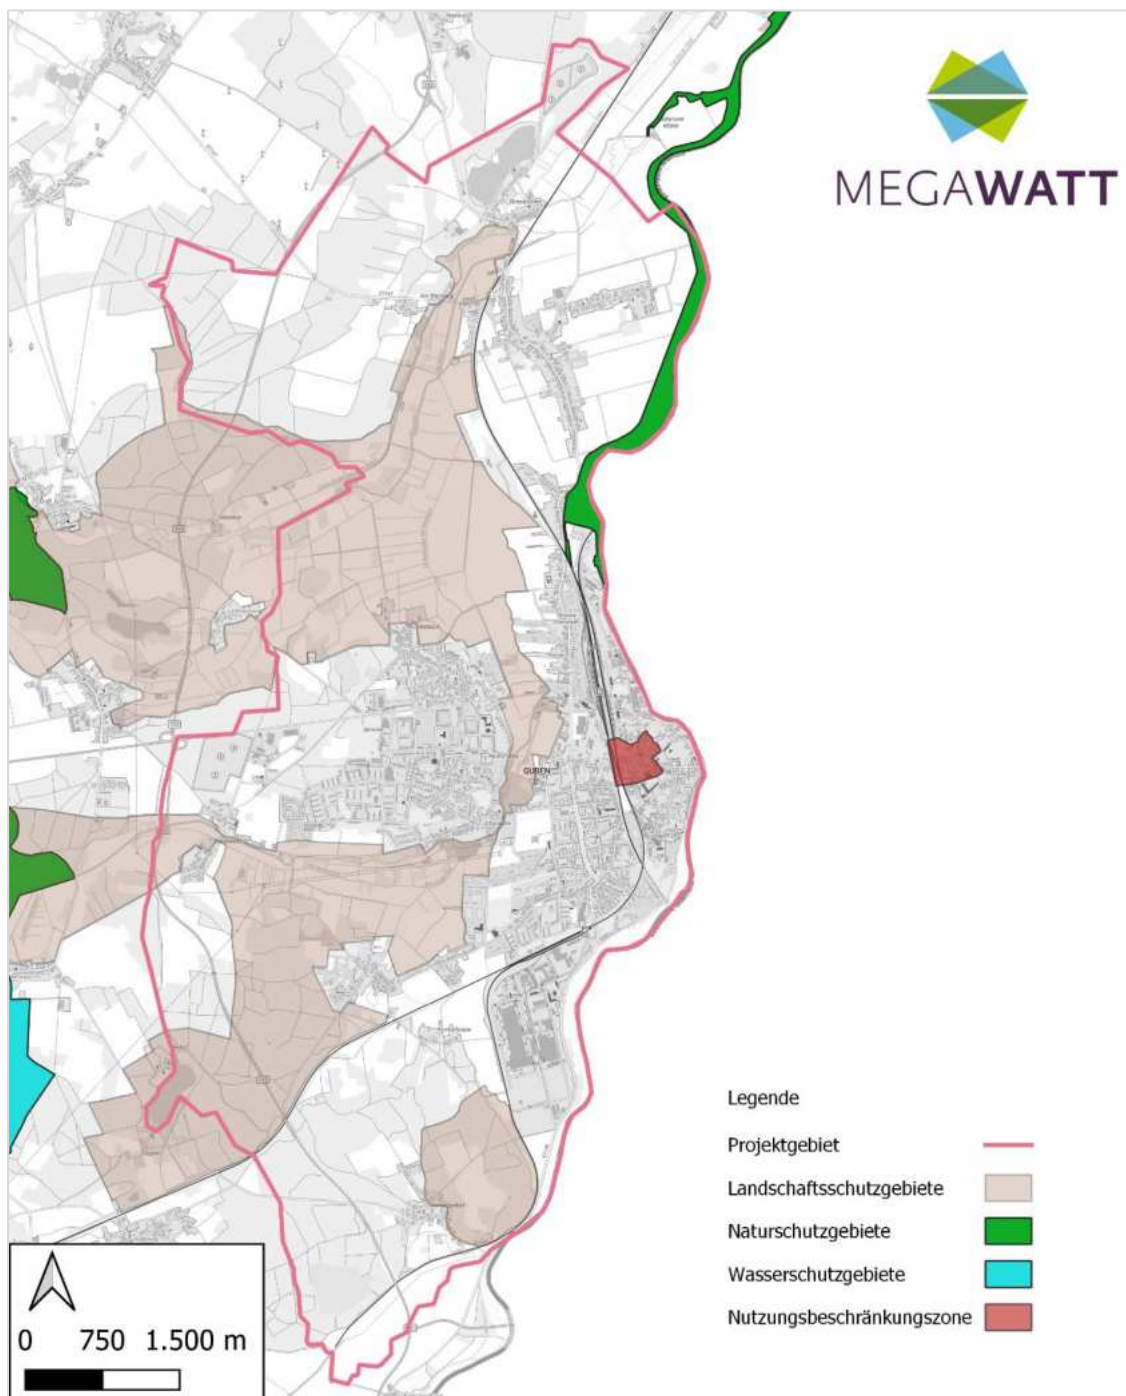 MEGAWATT
GUBEN
Legende
Projektgebiet
Landschaftsschutzgebiete
Naturschutzgebiete
Wasserschutzgebiete
Nutzungsbeschränkungszone
0 750 1.500 m